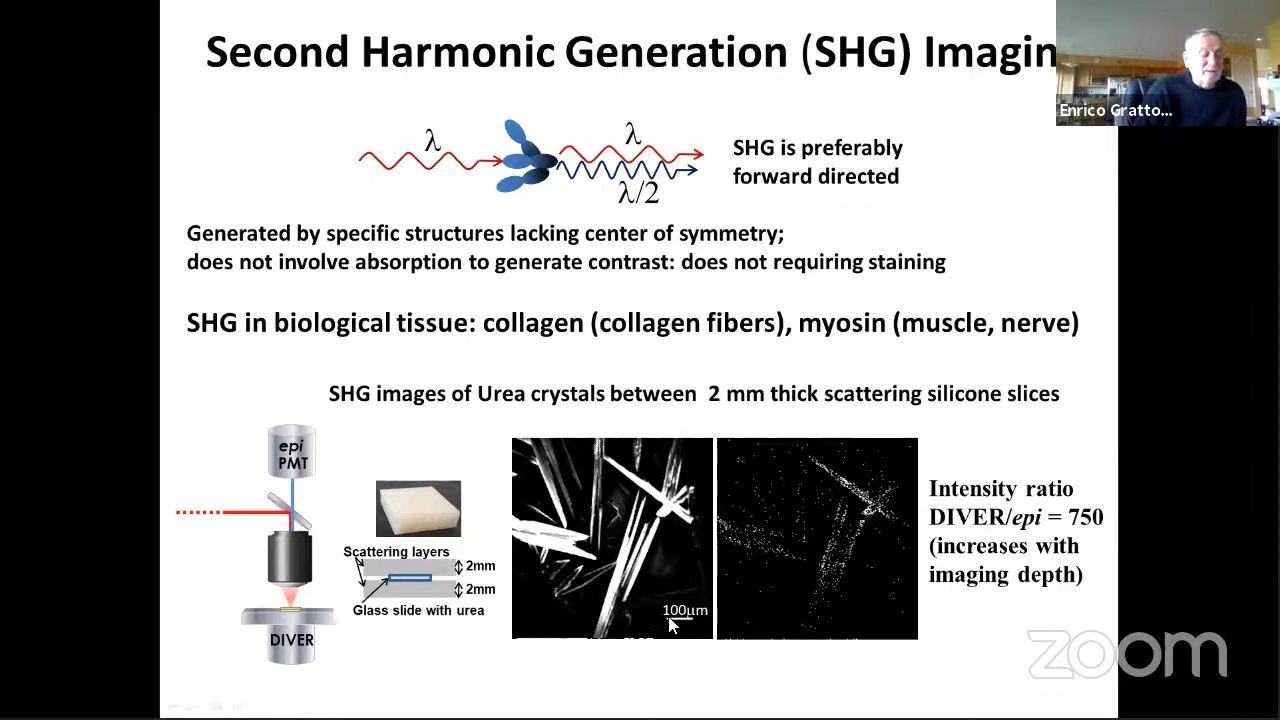 Second Harmonic Generation (SHG) Imagin
Enrico Gratto...
λ
λ
λ/2
SHG is preferably
forward directed
Generated by specific structures lacking center of symmetry;
does not involve absorption to generate contrast: does not requiring staining
SHG in biological tissue: collagen (collagen fibers), myosin (muscle, nerve)
SHG images of Urea crystals between 2 mm thick scattering silicone slices
epi
PMT
DIVER
Scattering layers
2mm
2mm
Glass slide with urea
100µm
Intensity ratio
DIVER/epi = 750
(increases with
imaging depth)
zoom